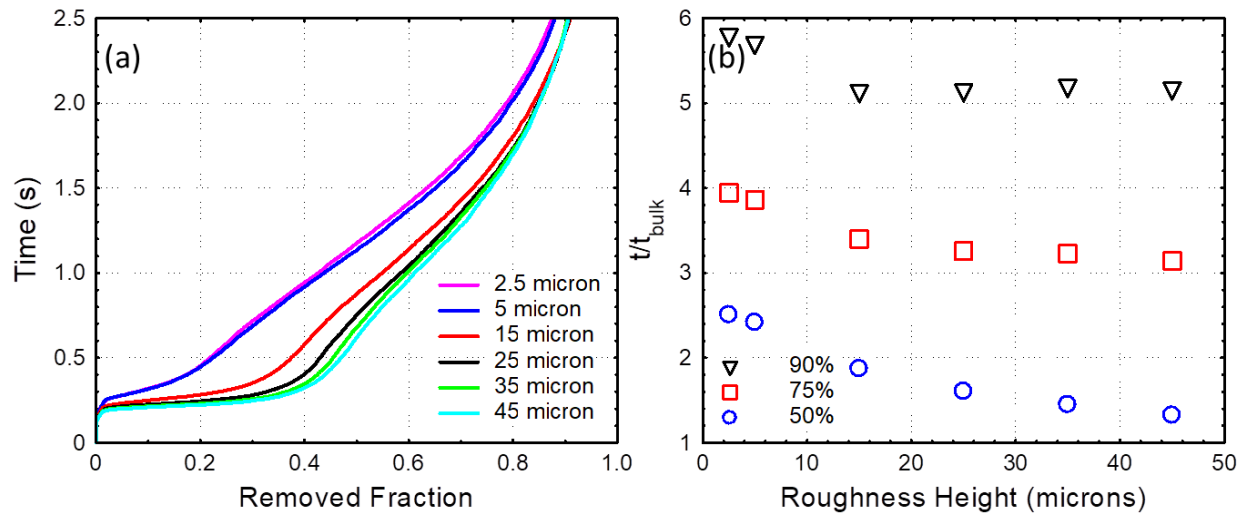 (a)
2.5
2.0
1.5
1.0
0.5
0
Time (s)
2.5 micron
5 micron
15 micron
25 micron
35 micron
45 micron
0 0.2 0.4 0.6 0.8 1.0
Removed Fraction
(b)
6
5
4
3
2
1
t/tbulk
90%
75%
50%
0 10 20 30 40 50
Roughness Height (microns)